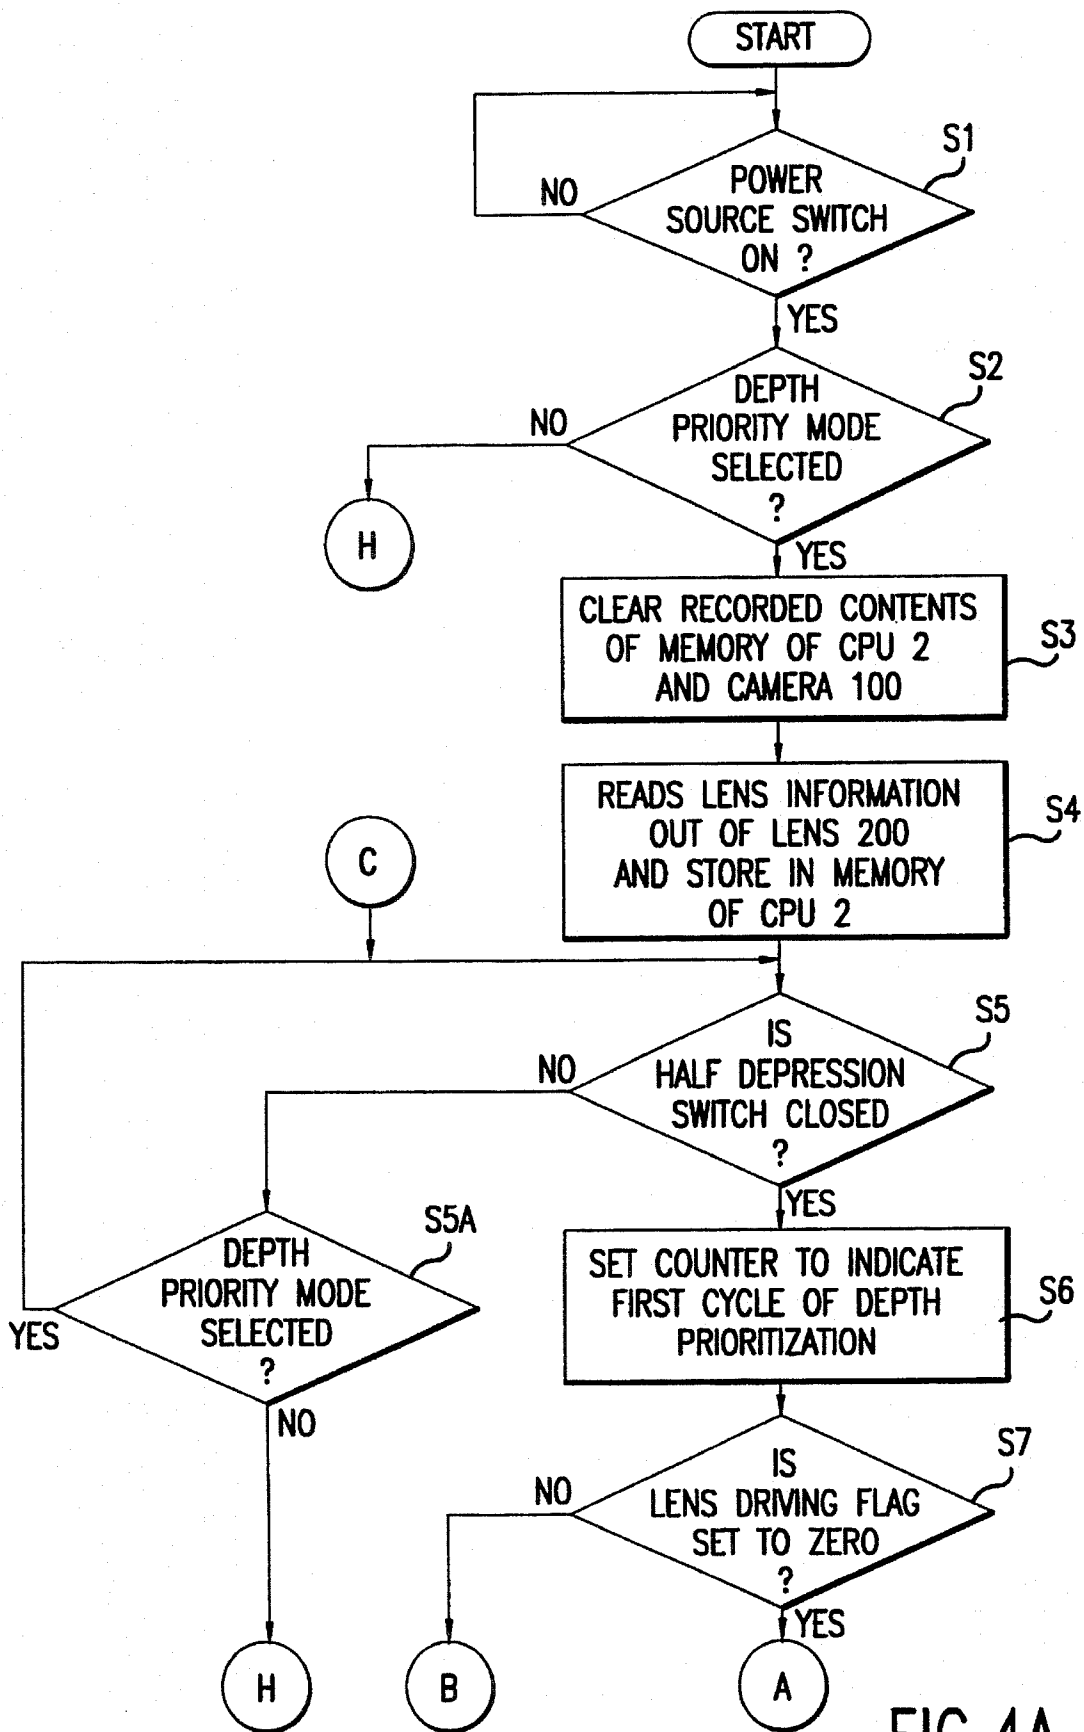 START
S1
NO
POWER
SOURCE SWITCH
ON ?
YES
S2
NO
DEPTH
PRIORITY MODE
SELECTED
?
H
YES
CLEAR RECORDED CONTENTS
OF MEMORY OF CPU 2
AND CAMERA 100
S3
READS LENS INFORMATION
OUT OF LENS 200
AND STORE IN MEMORY
OF CPU 2
S4
C
S5
NO
IS
HALF DEPRESSION
SWITCH CLOSED
?
YES
S5A
DEPTH
PRIORITY MODE
SELECTED
?
YES
NO
SET COUNTER TO INDICATE
FIRST CYCLE OF DEPTH
PRIORITIZATION
S6
S7
NO
IS
LENS DRIVING FLAG
SET TO ZERO
?
YES
H
B
A
FIG. 4A